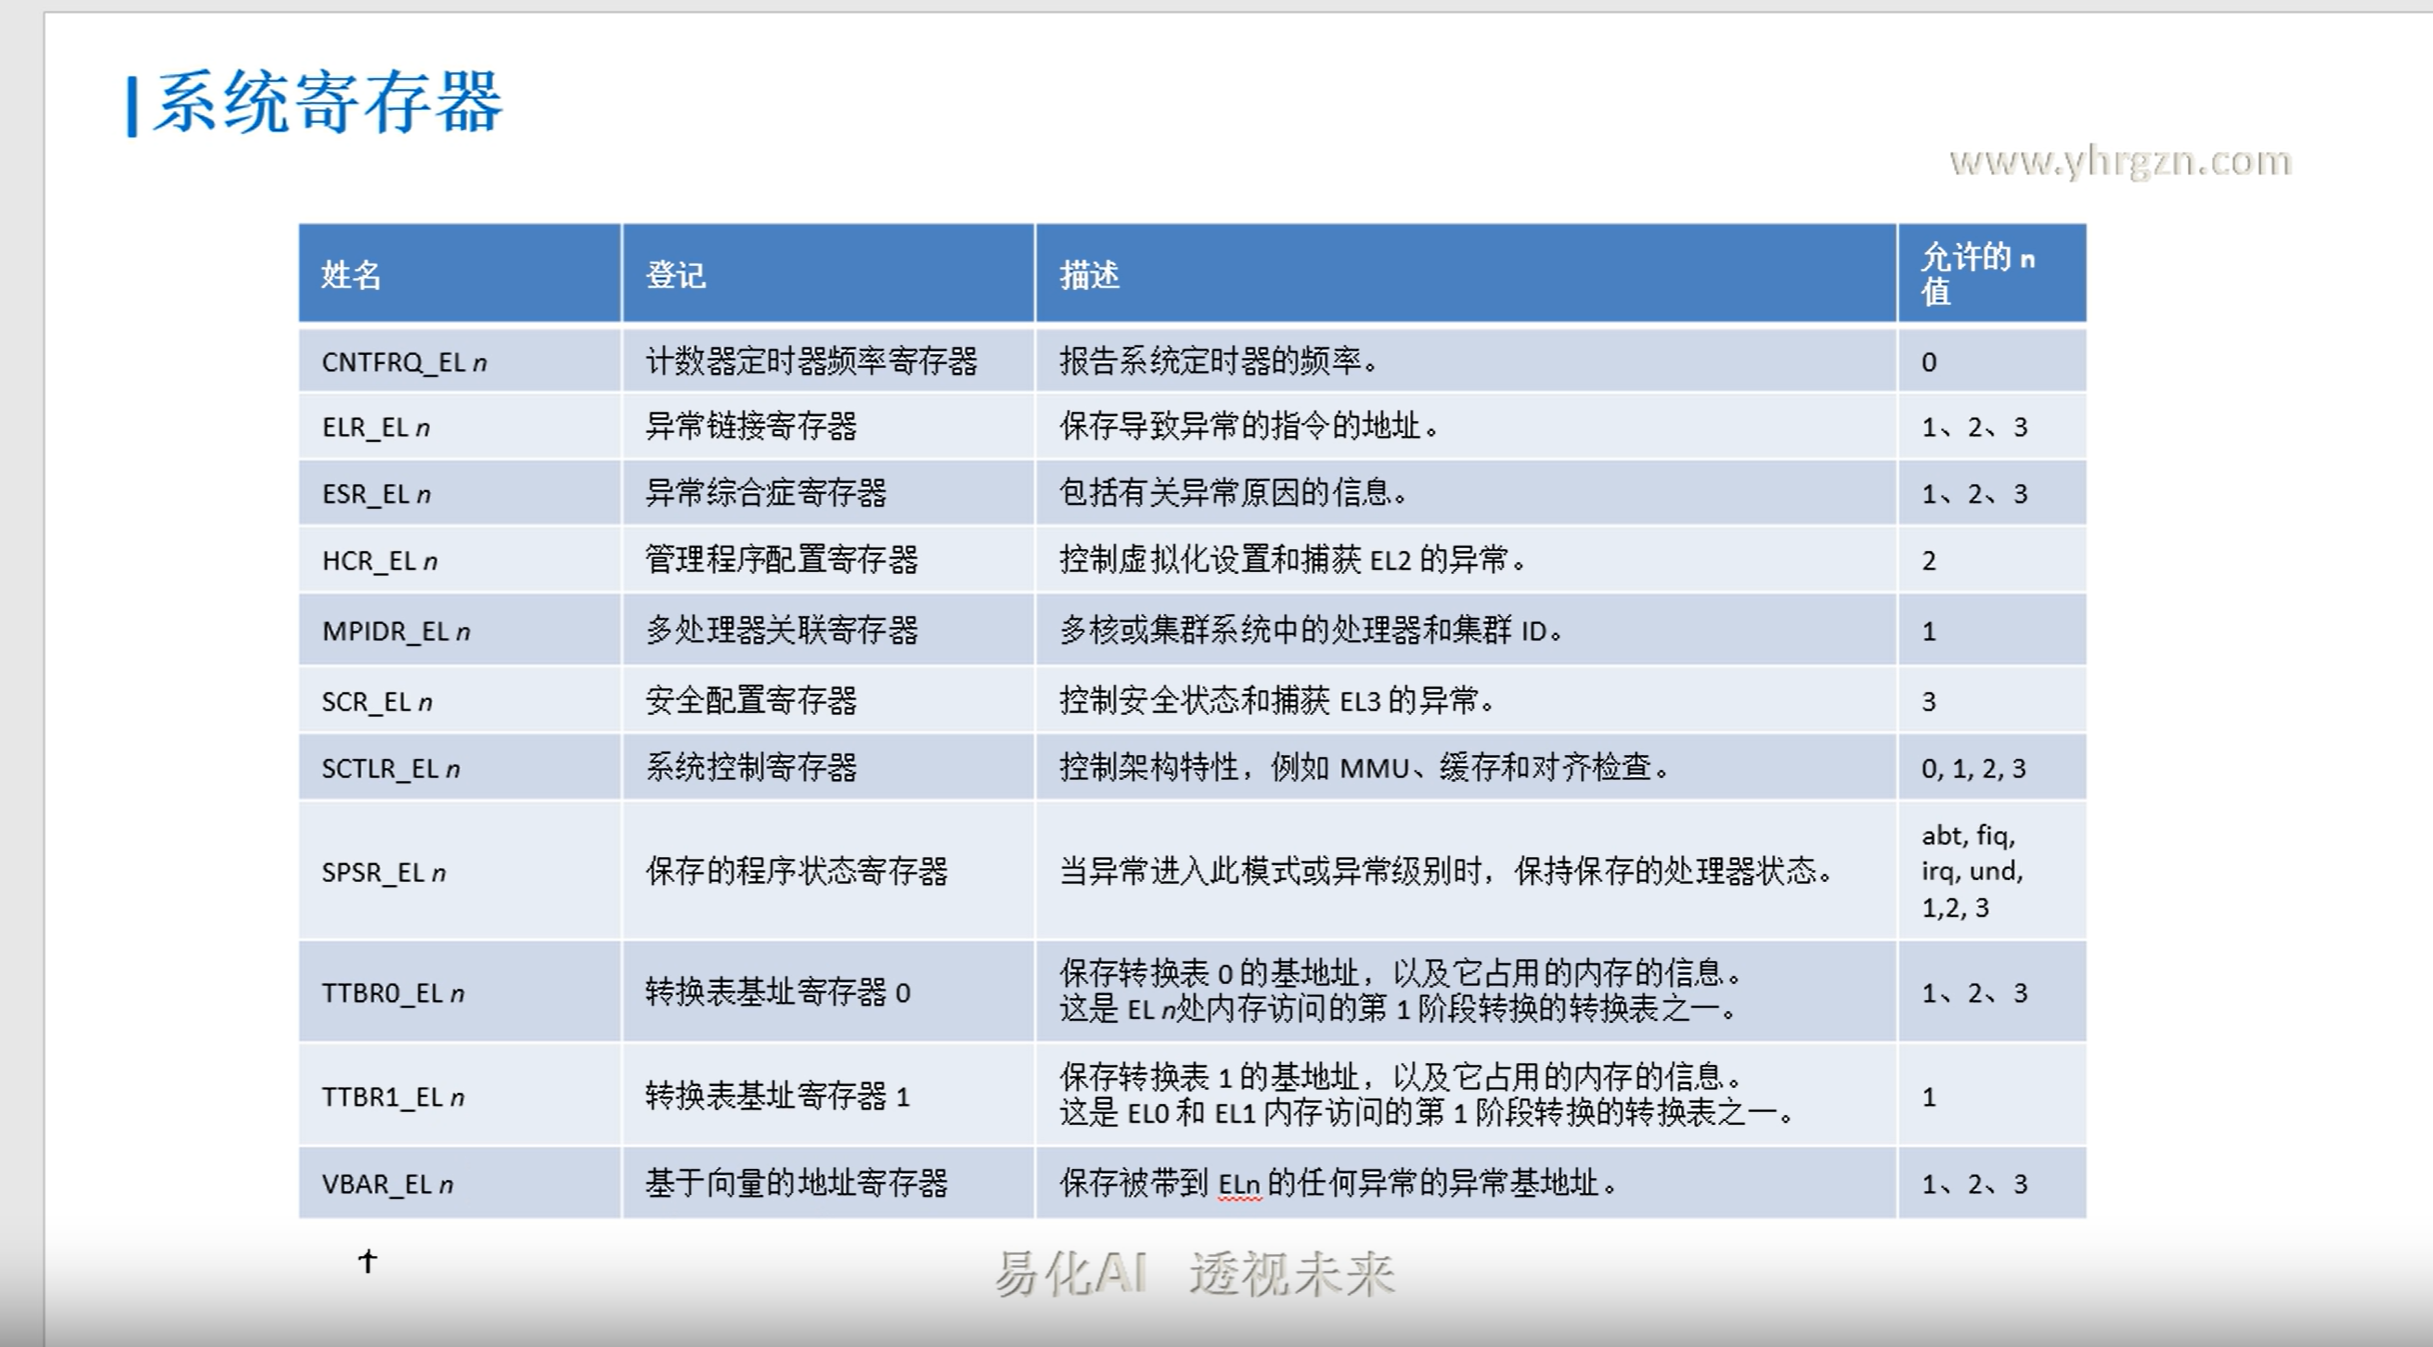 系统寄存器
www.yhrgzn.com
姓名 登记 描述 允许的 n 值
CNTFRQ_EL n 计数器定时器频率寄存器 报告系统定时器的频率。 0
ELR_EL n 异常链接寄存器 保存导致异常的指令的地址。 1、2、3
ESR_EL n 异常综合症寄存器 包括有关异常原因的信息。 1、2、3
HCR_EL n 管理程序配置寄存器 控制虚拟化设置和捕获 EL2 的异常。 2
MPIDR_EL n 多处理器关联寄存器 多核或集群系统中的处理器和集群 ID。 1
SCR_EL n 安全配置寄存器 控制安全状态和捕获 EL3 的异常。 3
SCTLR_EL n 系统控制寄存器 控制架构特性，例如 MMU、缓存和对齐检查。 0, 1, 2, 3
SPSR_EL n 保存的程序状态寄存器 当异常进入此模式或异常级别时，保持保存的处理器状态。 abt, fiq, irq, und, 1,2, 3
TTBR0_EL n 转换表基址寄存器 0 保存转换表 0 的基地址，以及它占用的内存的信息。
这是 EL n处内存访问的第 1 阶段转换的转换表之一。 1、2、3
TTBR1_EL n 转换表基址寄存器 1 保存转换表 1 的基地址，以及它占用的内存的信息。
这是 EL0 和 EL1 内存访问的第 1 阶段转换的转换表之一。 1
VBAR_EL n 基于向量的地址寄存器 保存被带到 ELn 的任何异常的异常基地址。 1、2、3
易化AI 透视未来